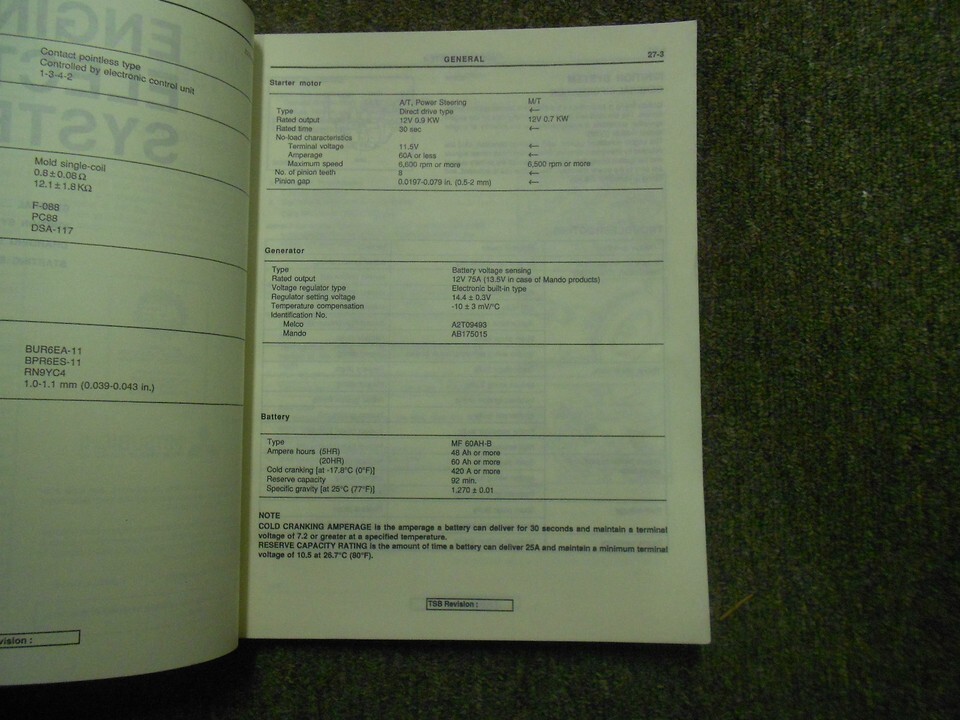 Contact pointless type
Controlled by electronic control unit
1-3-4-2
Mold single-coil
0.8±0.08Ω
12.1±1.8KΩ
F-088
PC88
DSA-117
BUR6EA-11
BPR6ES-11
RN9YC4
1.0-1.1 mm (0.039-0.043 in.)
vision :
GENERAL 27-3
Starter motor
A/T, Power Steering M/T
Type Direct drive type ←
Rated output 12V 0.9 KW 12V 0.7 KW
Rated time 30 sec ←
No-load characteristics
Terminal voltage 11.5V ←
Amperage 60A or less ←
Maximum speed 6,600 rpm or more 6,500 rpm or more
No. of pinion teeth 8 ←
Pinion gap 0.0197-0.079 in. (0.5-2 mm) ←
Generator
Type Battery voltage sensing
Rated output 12V 75A (13.5V in case of Mando products)
Voltage regulator type Electronic built-in type
Regulator setting voltage 14.4 ± 0.3V
Temperature compensation -10 ± 3 mV/°C
Identification No.
Melco A2T09493
Mando AB175015
Battery
Type MF 60AH-B
Ampere hours (5HR) 48 Ah or more
(20HR) 60 Ah or more
Cold cranking [at -17.8°C (0°F)] 420 A or more
Reserve capacity 92 min.
Specific gravity [at 25°C (77°F)] 1.270 ± 0.01
NOTE
COLD CRANKING AMPERAGE is the amperage a battery can deliver for 30 seconds and maintain a terminal
voltage of 7.2 or greater at a specified temperature.
RESERVE CAPACITY RATING is the amount of time a battery can deliver 25A and maintain a minimum terminal
voltage of 10.5 at 26.7°C (80°F).
TSB Revision :